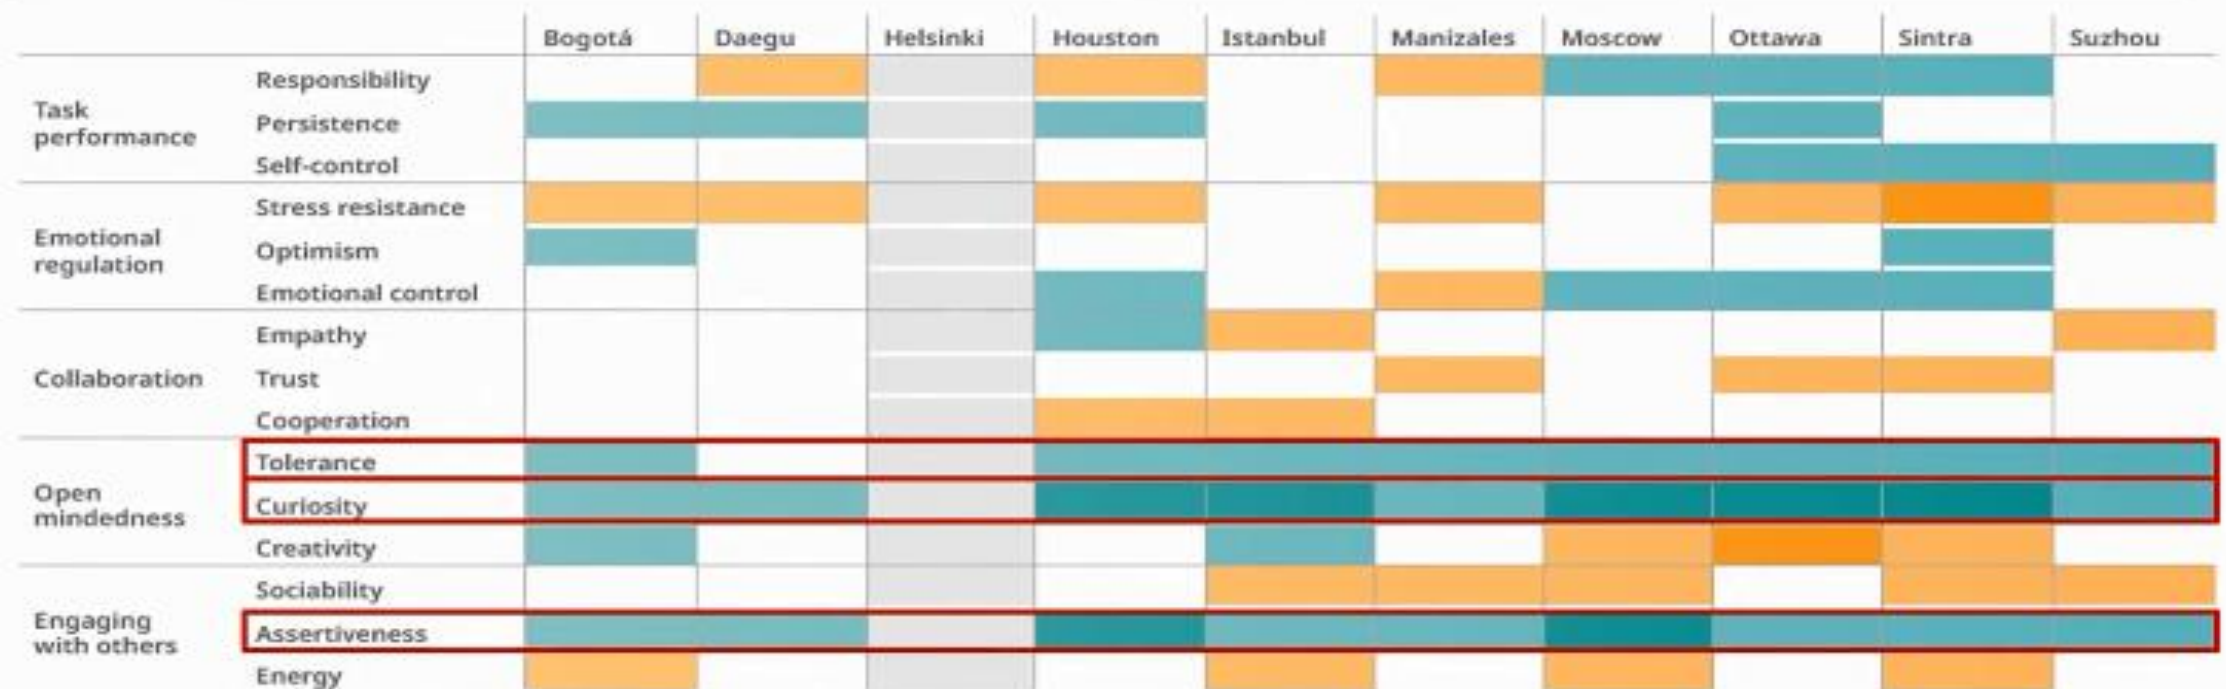 Bogotá Daegu Helsinki Houston Istanbul Manizales Moscow Ottawa Sintra Suzhou
Task
performance
Responsibility
Persistence
Self-control
Emotional
regulation
Stress resistance
Optimism
Emotional control
Collaboration
Empathy
Trust
Cooperation
Open
mindedness
Tolerance
Curiosity
Creativity
Engaging
with others
Sociability
Assertiveness
Energy